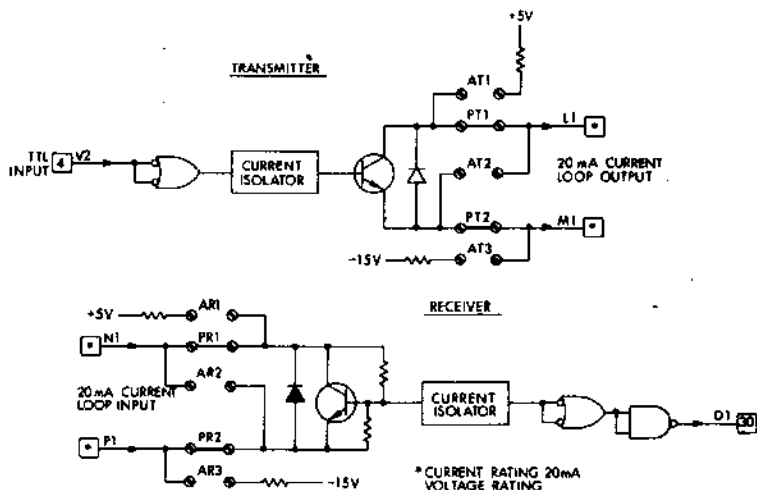 +5V
TRANSMITTER
AT1
PT1
L1
*
TTL
INPUT
4
V2
CURRENT
ISOLATOR
AT2
20 mA CURRENT
LOOP OUTPUT
PT2
M1
*
-15V
AT3
RECEIVER
AR1
+5V
*
N1
PR1
AR2
20mA CURRENT
LOOP INPUT
CURRENT
ISOLATOR
D1
30
*
P1
PR2
AR3
-15V
*CURRENT RATING 20mA
VOLTAGE RATING